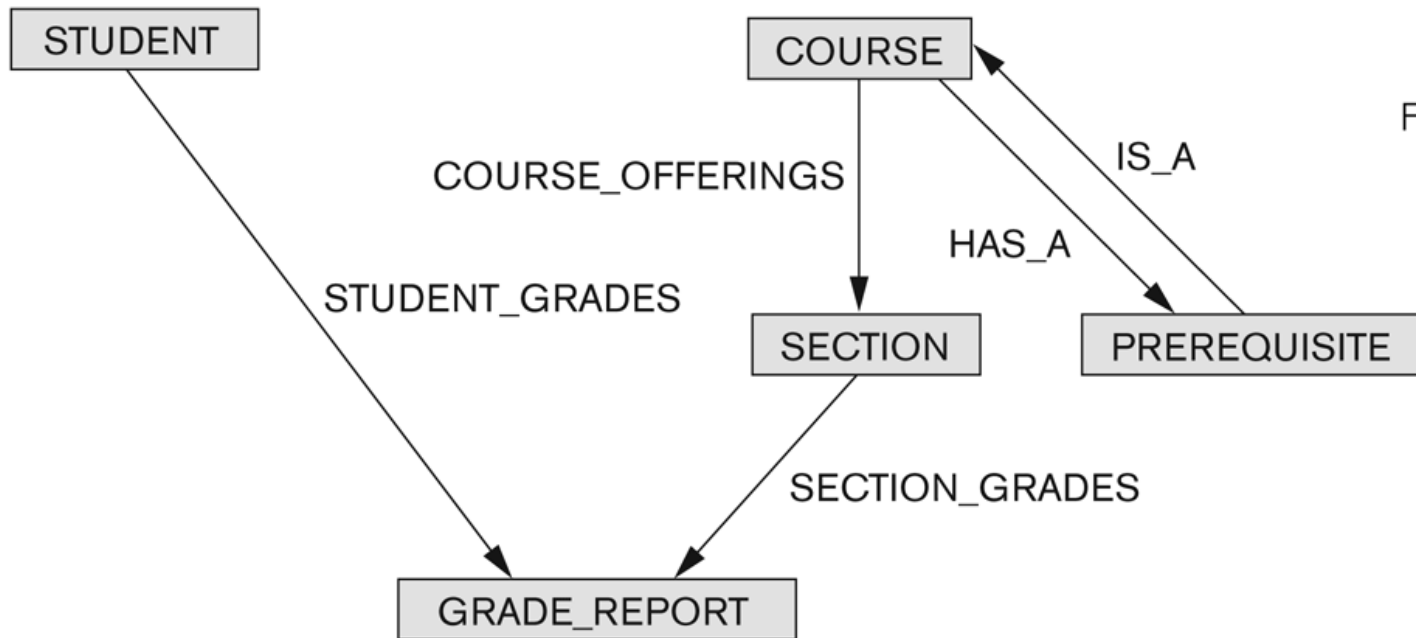 STUDENT
COURSE
F
IS_A
COURSE_OFFERINGS
HAS_A
STUDENT_GRADES
SECTION
PREREQUISITE
SECTION_GRADES
GRADE_REPORT